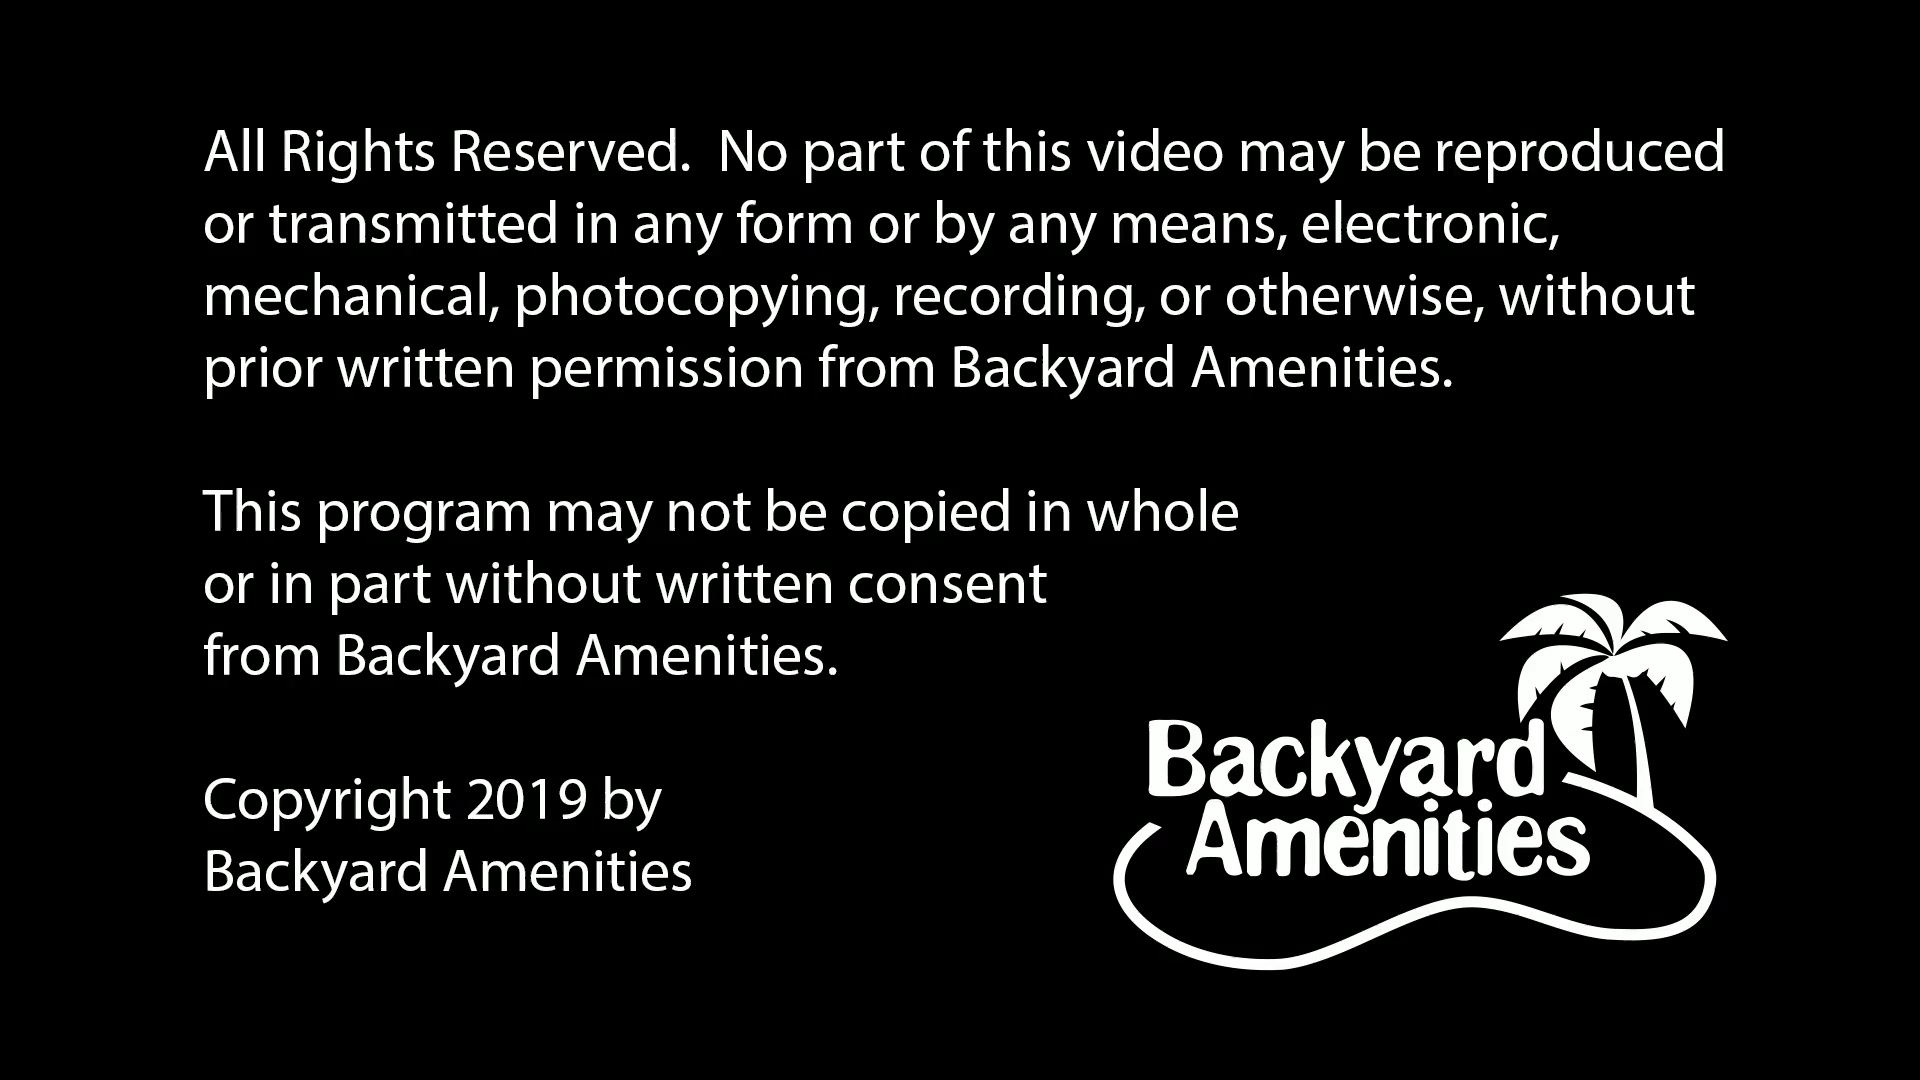 All Rights Reserved.  No part of this video may be reproduced
or transmitted in any form or by any means, electronic,
mechanical, photocopying, recording, or otherwise, without
prior written permission from Backyard Amenities.
This program may not be copied in whole
or in part without written consent
from Backyard Amenities.
Copyright 2019 by
Backyard Amenities
Backyard
Amenities